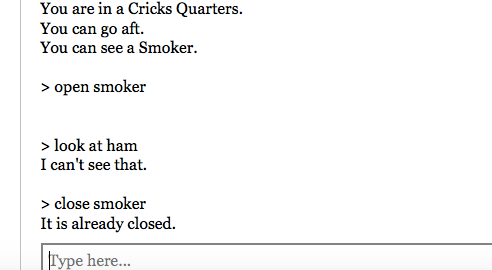 You are in a Cricks Quarters.
You can go aft.
You can see a Smoker.
> open smoker
> look at ham
I can't see that.
> close smoker
It is already closed.
Type here...